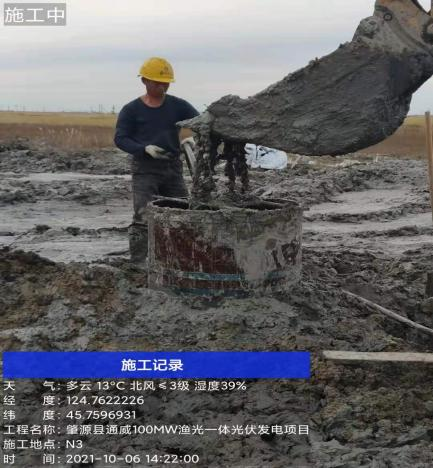 施工中
施工记录
天 气：多云 13°C 北风≤3级 湿度39%
经 度：124.7622226
纬 度：45.7596931
工程名称：肇源县通威100MW渔光一体光伏发电项目
施工地点：N3
时 间：2021-10-06 14:22:00